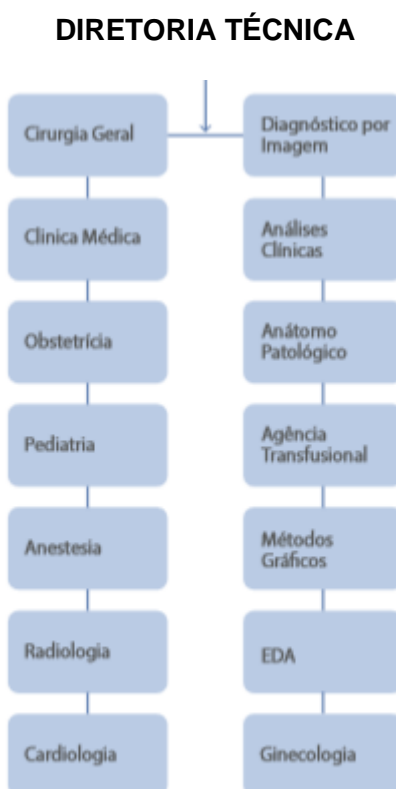 DIRETORIA TÉCNICA
Cirurgia Geral
Clinica Médica
Obstetrícia
Pediatria
Anestesia
Radiologia
Cardiologia
Diagnóstico por
Imagem
Análises
Clínicas
Anátomo
Patológico
Agência
Transfusional
Métodos
Gráficos
EDA
Ginecologia